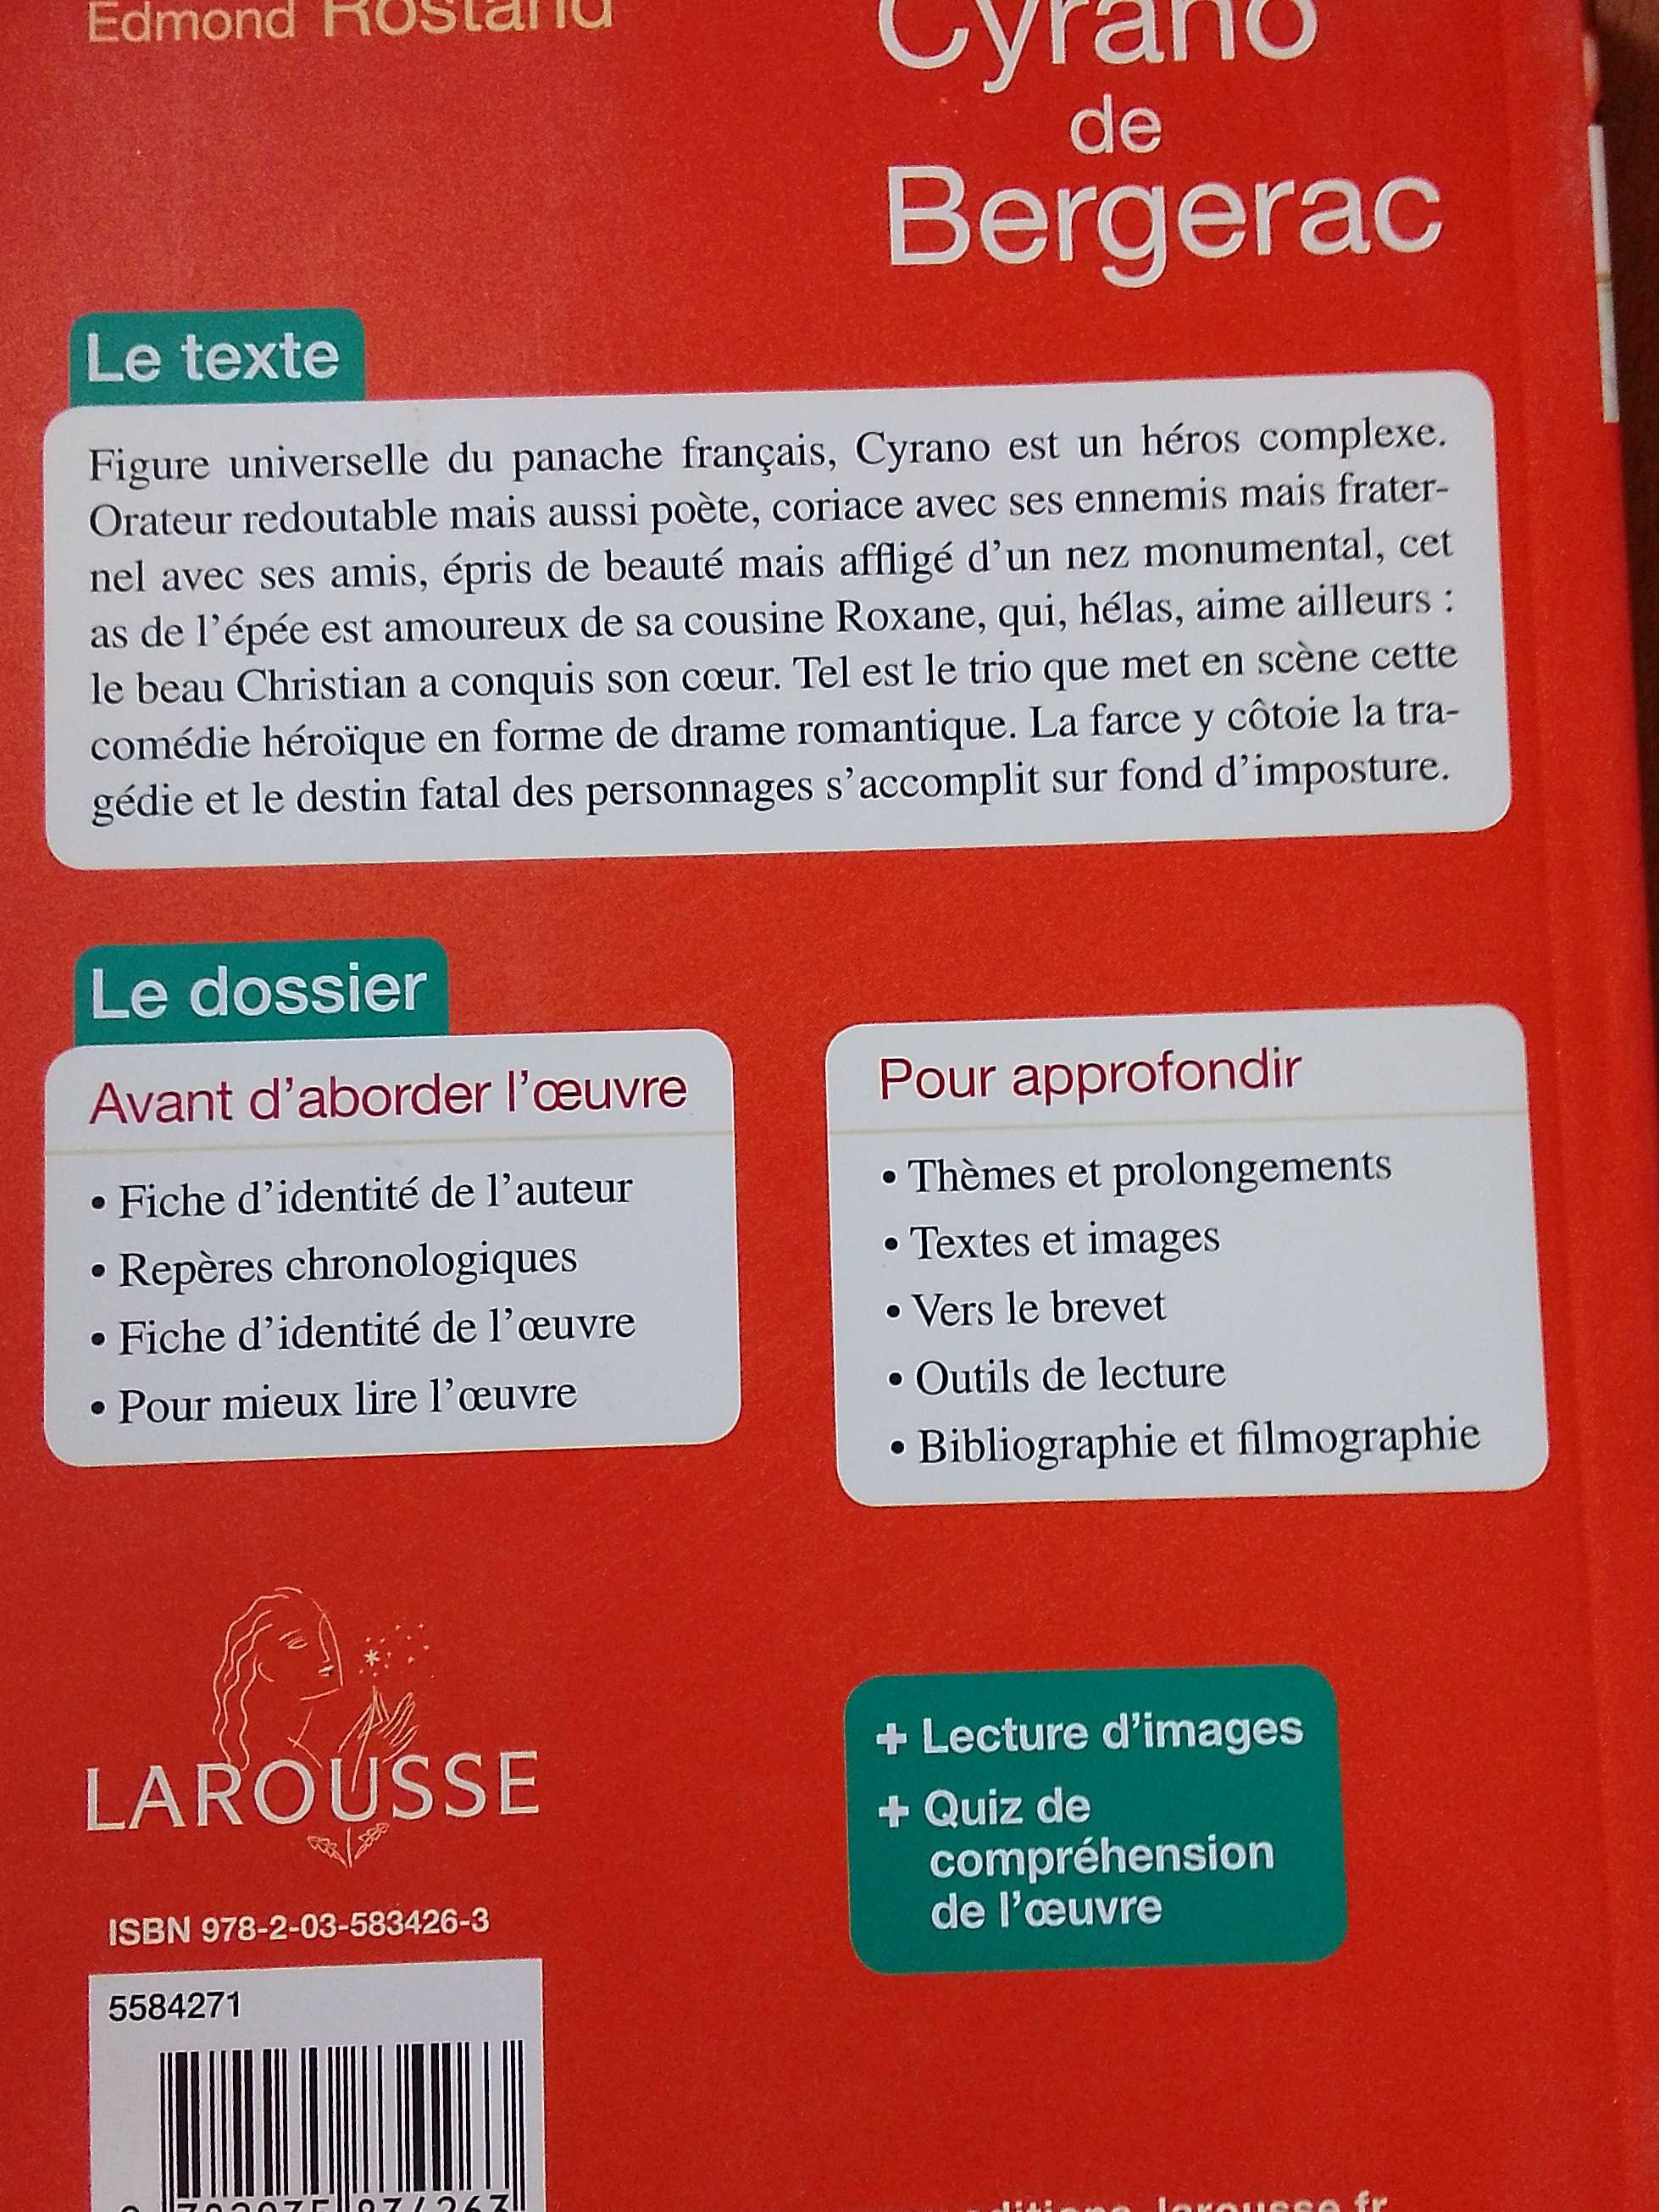 Edmond Rostand
Cyrano
de
Bergerac
Le texte
Figure universelle du panache français, Cyrano est un héros complexe.
Orateur redoutable mais aussi poète, coriace avec ses ennemis mais frater-
nel avec ses amis, épris de beauté mais affligé d'un nez monumental, cet
as de l'épée est amoureux de sa cousine Roxane, qui, hélas, aime ailleurs :
le beau Christian a conquis son cœur. Tel est le trio que met en scène cette
comédie héroïque en forme de drame romantique. La farce y côtoie la tra-
gédie et le destin fatal des personnages s'accomplit sur fond d'imposture.
Le dossier
Avant d'aborder l'œuvre
• Fiche d'identité de l'auteur
• Repères chronologiques
• Fiche d'identité de l'œuvre
• Pour mieux lire l'œuvre
Pour approfondir
• Thèmes et prolongements
• Textes et images
• Vers le brevet
• Outils de lecture
• Bibliographie et filmographie
LAROUSSE
+ Lecture d'images
+ Quiz de
compréhension
de l'œuvre
ISBN 978-2-03-583426-3
5584271